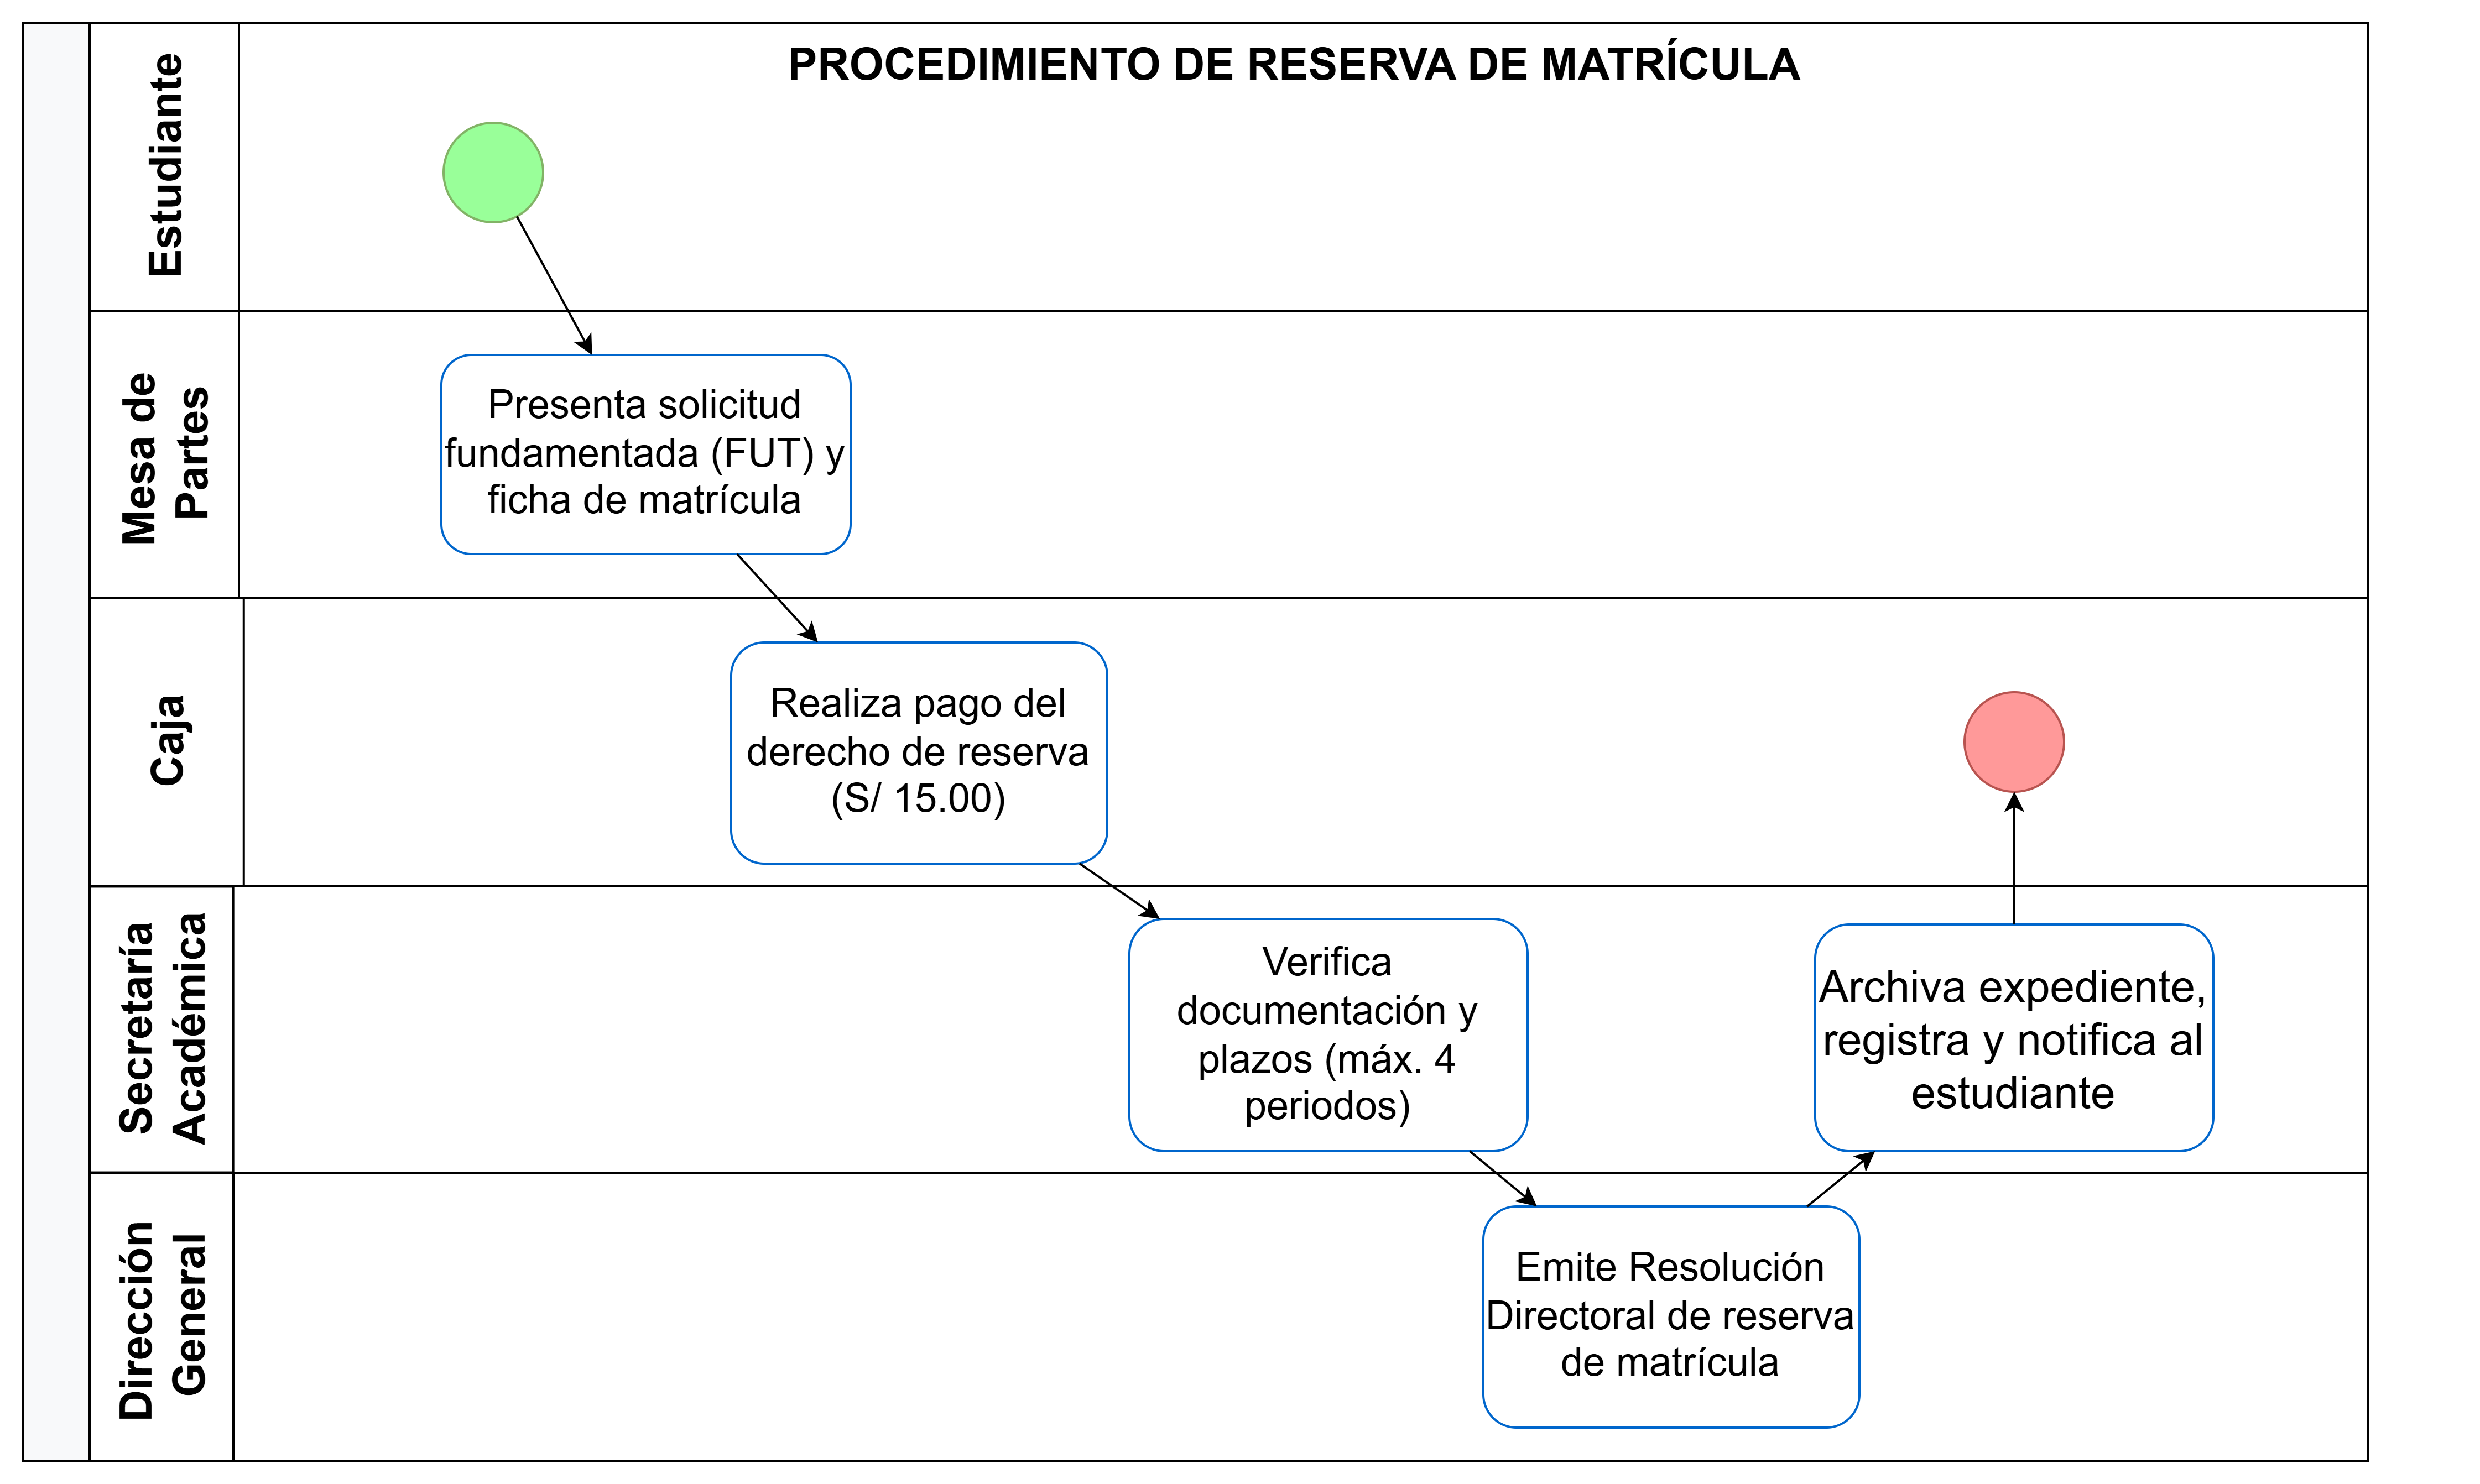 PROCEDIMIENTO DE RESERVA DE MATRÍCULA
Estudiante
Mesa de
Partes
Presenta solicitud
fundamentada (FUT) y
ficha de matrícula
Caja
Realiza pago del
derecho de reserva
(S/ 15.00)
Secretaría
Académica
Verifica
documentación y
plazos (máx. 4
periodos)
Archiva expediente,
registra y notifica al
estudiante
Dirección
General
Emite Resolución
Directoral de reserva
de matrícula